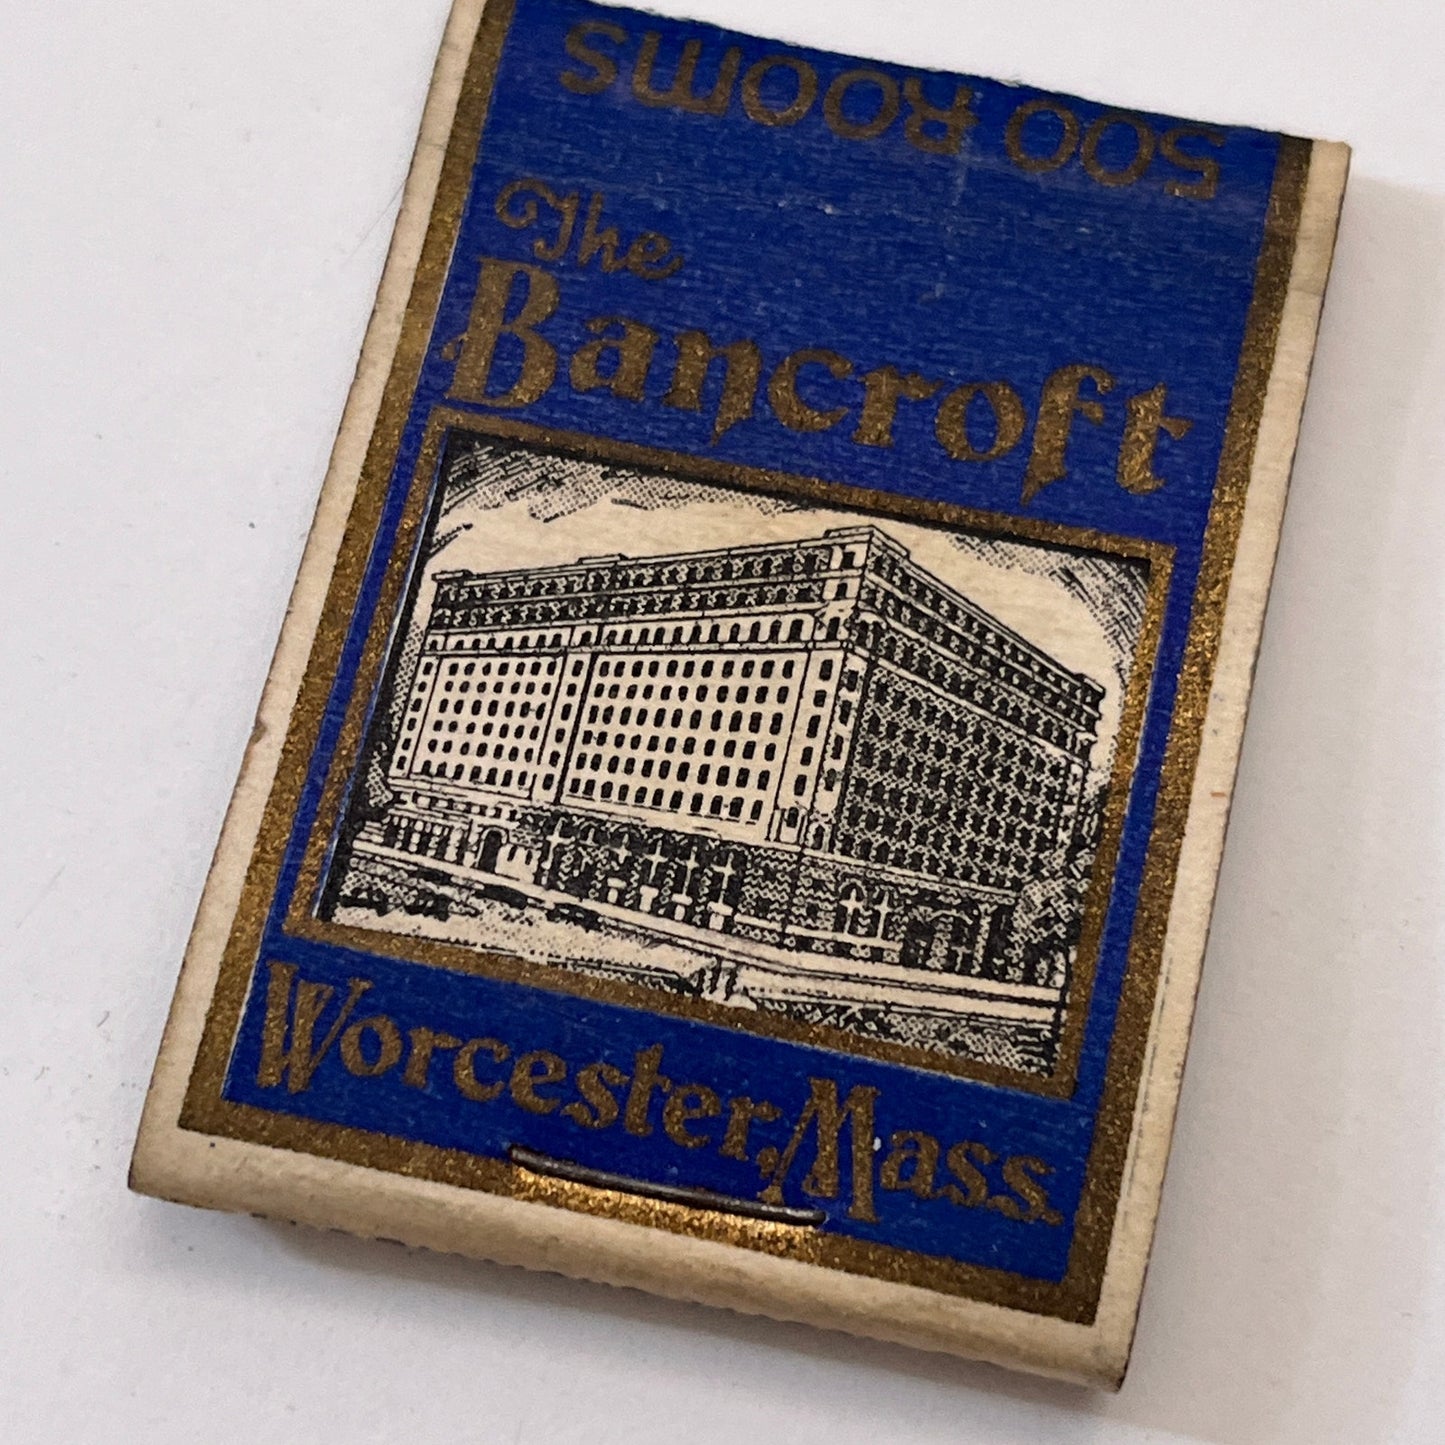 500 ROOMS
The
Bancroft
Worcester, Mass.